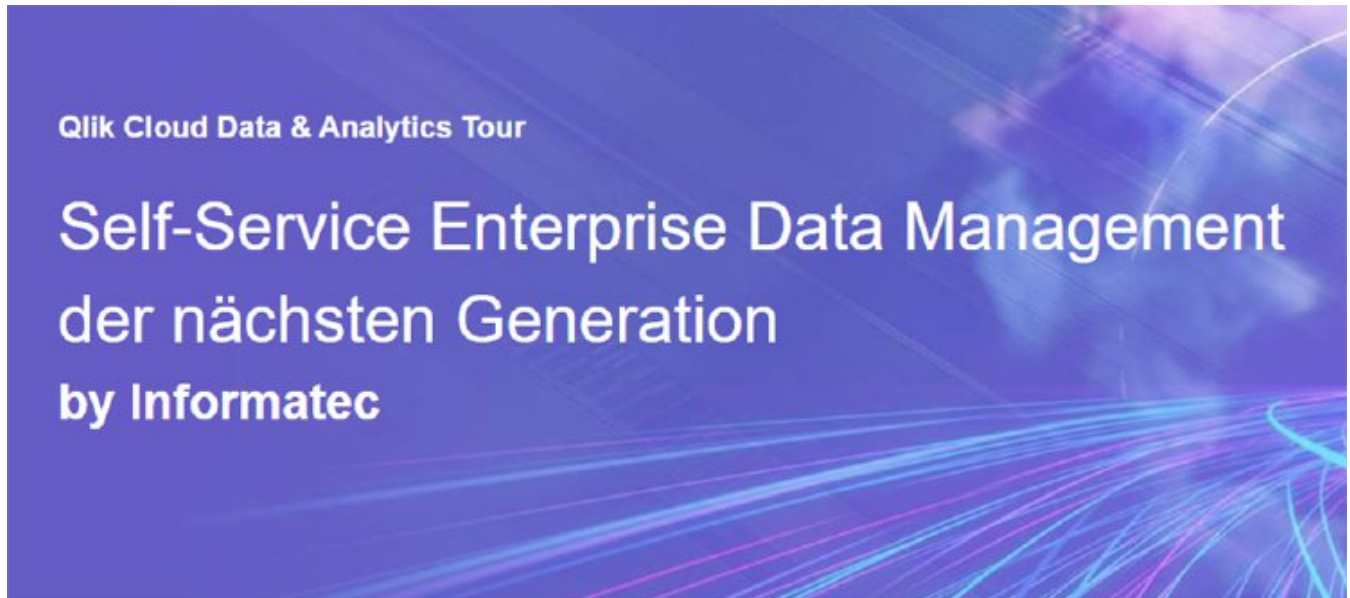 Qlik Cloud Data & Analytics Tour
Self-Service Enterprise Data Management
der nächsten Generation
by Informatec